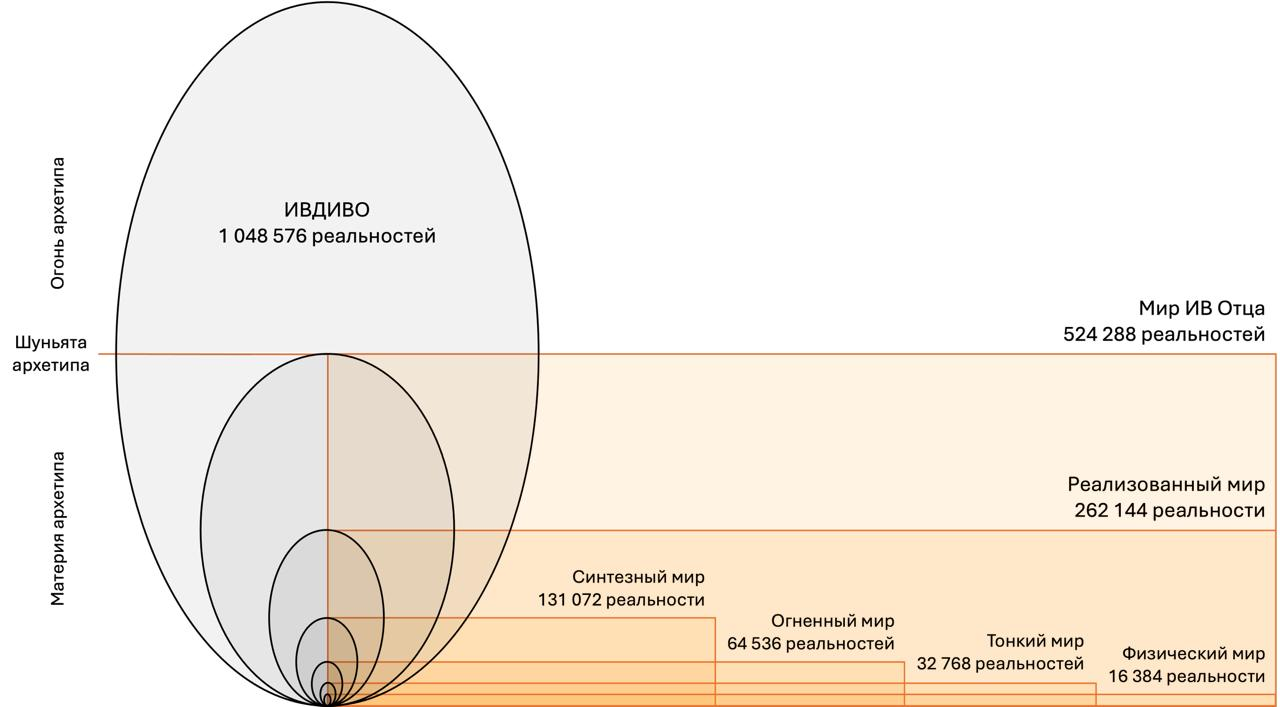 Огонь архетипа
ИВДИВО
1 048 576 реальностей
Шуньята
архетипа
Мир ИВ Отца
524 288 реальностей
Материя архетипа
Реализованный мир
262 144 реальности
Синтезный мир
131 072 реальности
Огненный мир
64 536 реальностей
Тонкий мир
32 768 реальностей
Физический мир
16 384 реальности